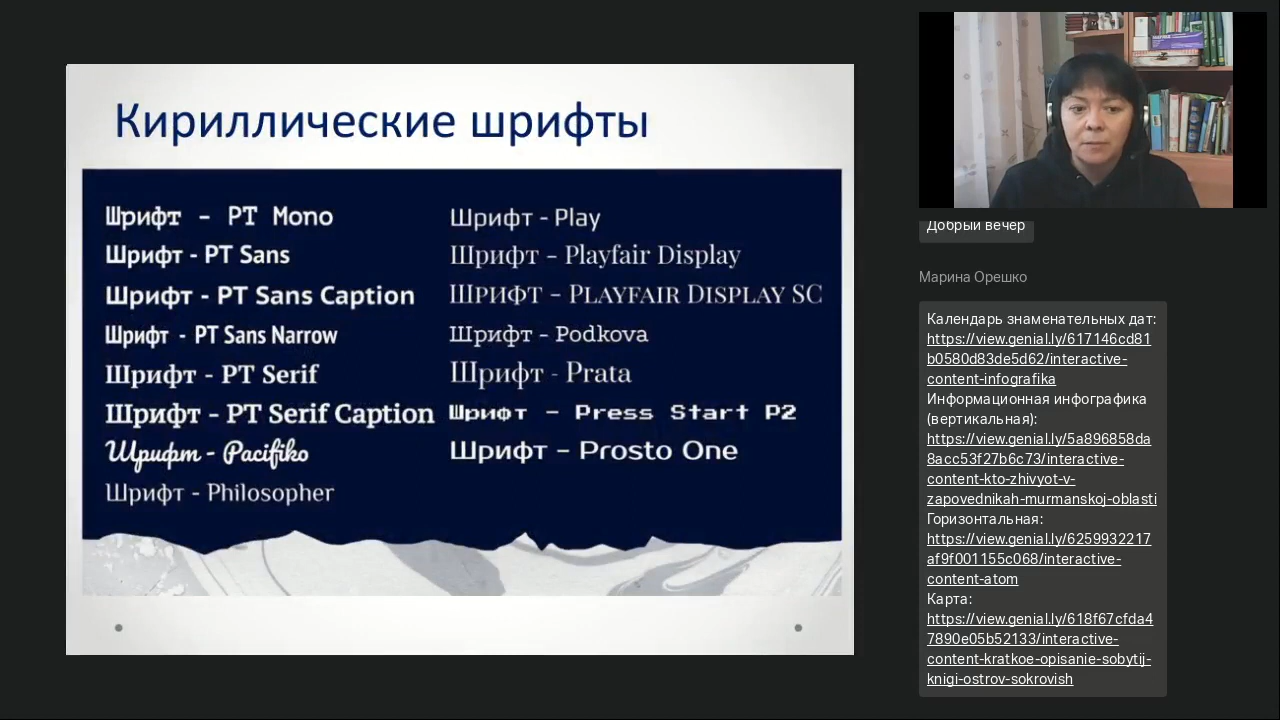 Кириллические шрифты
Шрифт - PT Mono
Шрифт - PT Sans
Шрифт - PT Sans Caption
Шрифт - PT Sans Narrow
Шрифт - PT Serif
Шрифт - PT Serif Caption
Шрифт - Pacifiko
Шрифт - Philosopher
Шрифт - Play
Шрифт - Playfair Display
Шрифт - Playfair Display SC
Шрифт - Podkova
Шрифт - Prata
Шрифт - Press Start P2
Шрифт - Prosto One
Добрый вечер
Марина Орешко
Календарь знаменательных дат:
https://view.genial.ly/617146cd81
b0580d83de5d62/interactive-
content-infografika
Информационная инфографика
(вертикальная):
https://view.genial.ly/5a896858da
8acc53f27b6c73/interactive-
content-kto-zhivyot-v-
zapovednikah-murmanskoj-oblasti
Горизонтальная:
https://view.genial.ly/6259932217
af9f001155c068/interactive-
content-atom
Карта:
https://view.genial.ly/618f67cfda4
7890e05b52133/interactive-
content-kratkoe-opisanie-sobytij-
knigi-ostrov-sokrovish